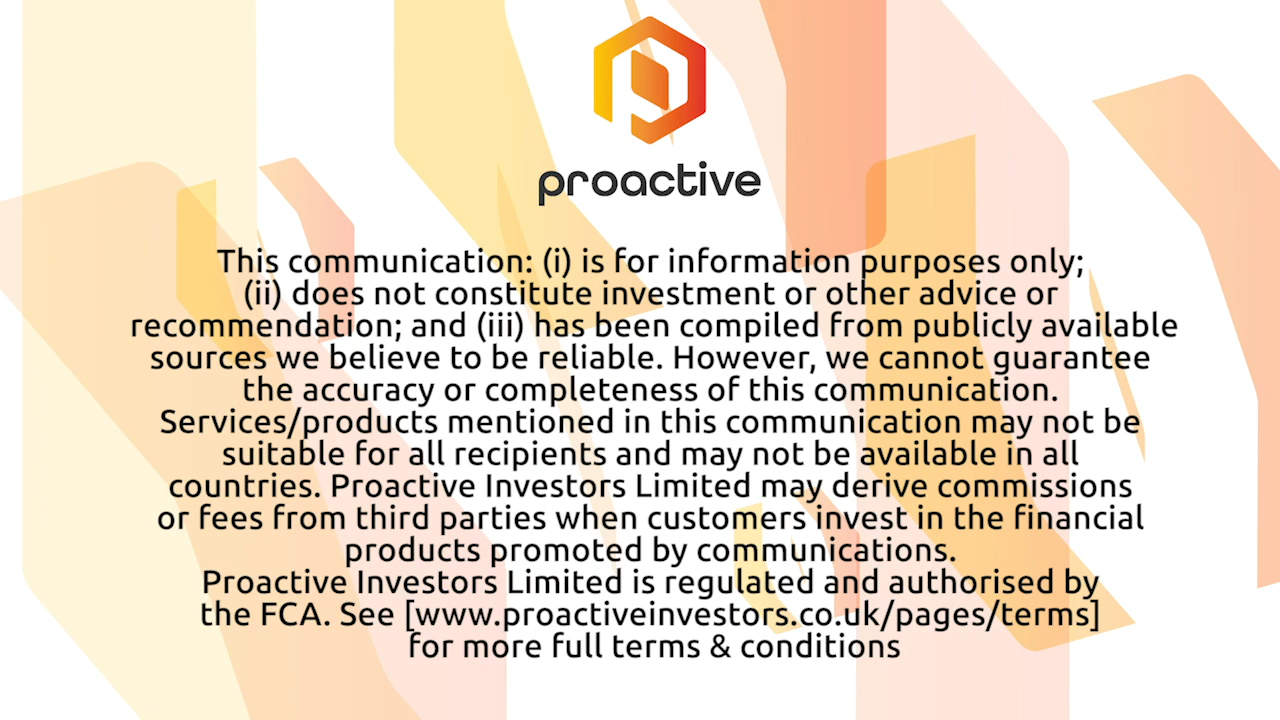 proactive
This communication: (i) is for information purposes only;
(ii) does not constitute investment or other advice or
recommendation; and (iii) has been compiled from publicly available
sources we believe to be reliable. However, we cannot guarantee
the accuracy or completeness of this communication.
Services/products mentioned in this communication may not be
suitable for all recipients and may not be available in all
countries. Proactive Investors Limited may derive commissions
or fees from third parties when customers invest in the financial
products promoted by communications.
Proactive Investors Limited is regulated and authorised by
the FCA. See [www.proactiveinvestors.co.uk/pages/terms]
for more full terms & conditions